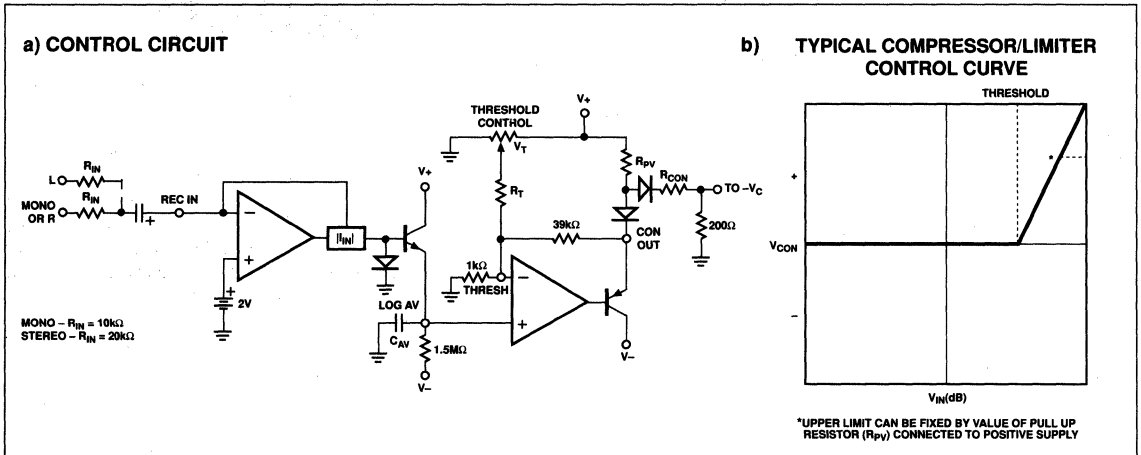 a) CONTROL CIRCUIT
b) TYPICAL COMPRESSOR/LIMITER
CONTROL CURVE
THRESHOLD
V+
THRESHOLD
CONTROL
VT
RPV
RCON
TO –VC
L
RIN
MONO
OR R
RIN
+
REC IN
–
+
|IIN|
V+
RT
39kΩ
CON
OUT
200Ω
1kΩ
THRESH
–
+
+
2V
LOG AV
CAV
1.5MΩ
V–
V–
MONO – RIN = 10kΩ
STEREO – RIN = 20kΩ
+
*
VCON
–
VIN(dB)
*UPPER LIMIT CAN BE FIXED BY VALUE OF PULL UP
RESISTOR (RPV) CONNECTED TO POSITIVE SUPPLY